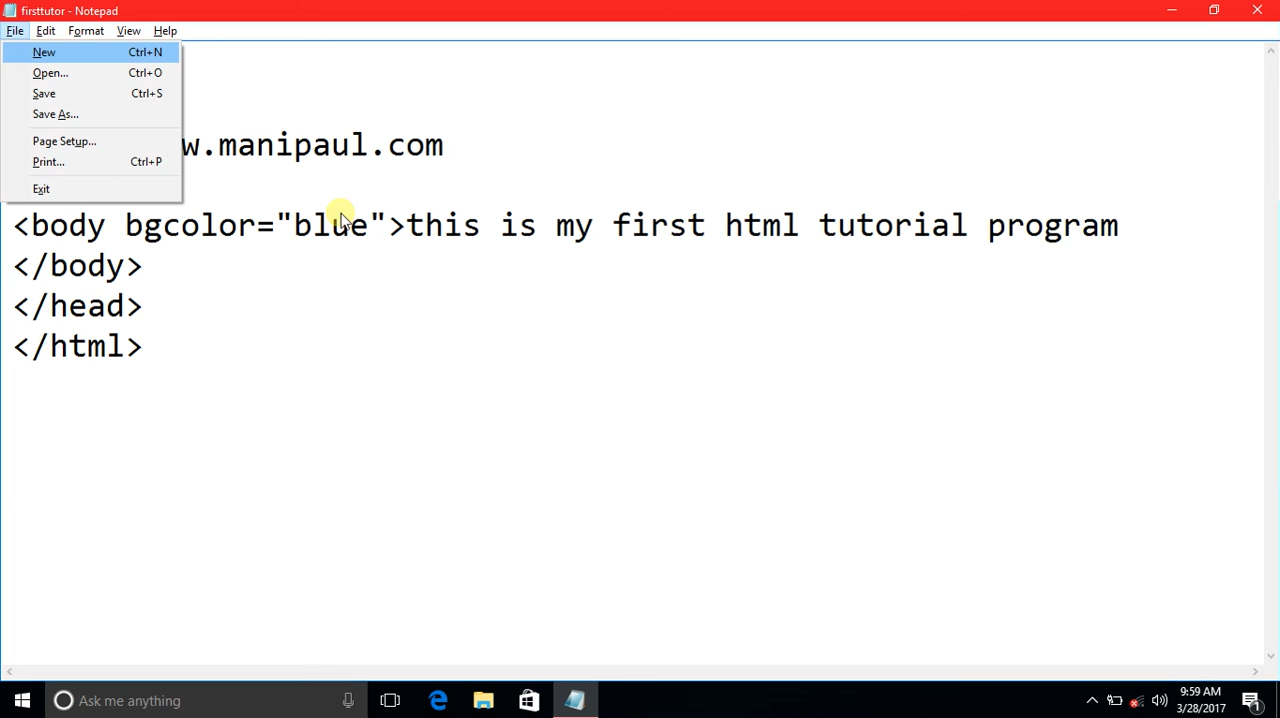 firsttutor - Notepad
File Edit Format View Help
New Ctrl+N
Open... Ctrl+O
Save Ctrl+S
Save As...
Page Setup...
Print... Ctrl+P
Exit
w.manipaul.com
<body bgcolor="blue">this is my first html tutorial program
</body>
</head>
</html>
Ask me anything
9:59 AM
3/28/2017
1